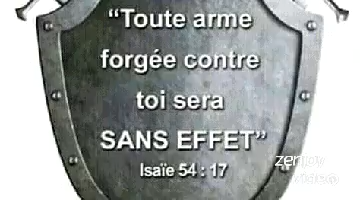 “Toute arme
forgée contre
toi sera
SANS EFFET”
Isaïe 54 : 17